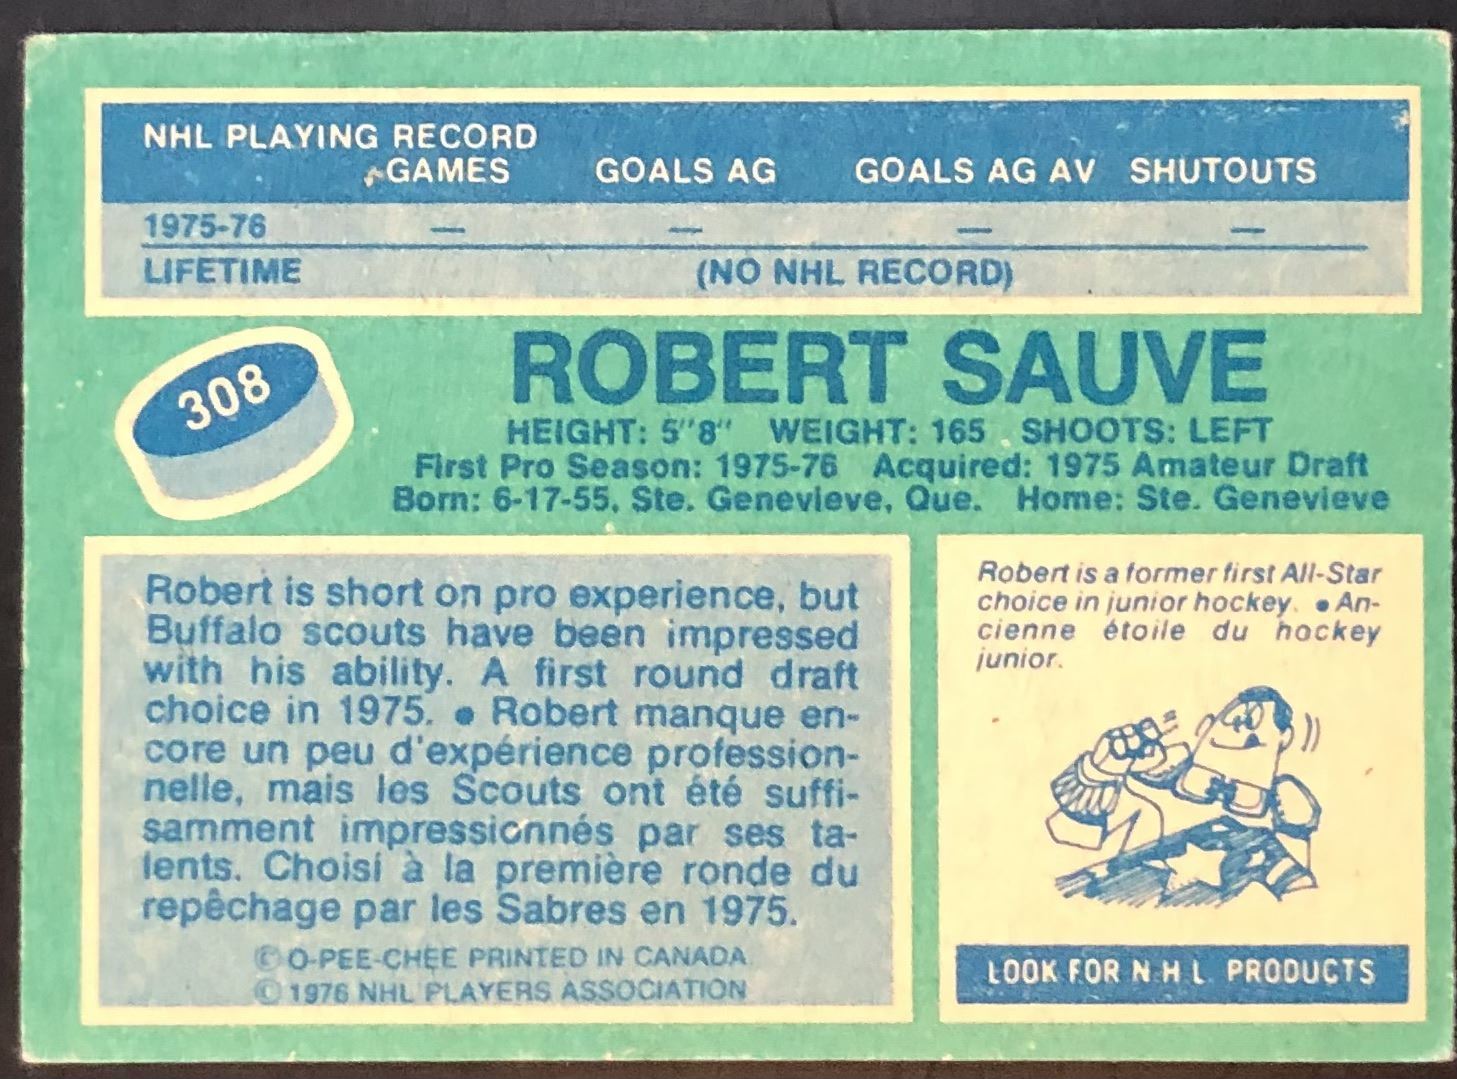 NHL PLAYING RECORD
GAMES GOALS AG GOALS AG AV SHUTOUTS
1975-76 — — — —
LIFETIME (NO NHL RECORD)
308
ROBERT SAUVE
HEIGHT: 5"8" WEIGHT: 165 SHOOTS: LEFT
First Pro Season: 1975-76 Acquired: 1975 Amateur Draft
Born: 6-17-55, Ste. Genevieve, Que. Home: Ste. Genevieve
Robert is short on pro experience, but
Buffalo scouts have been impressed
with his ability. A first round draft
choice in 1975. • Robert manque en-
core un peu d'expérience profession-
nelle, mais les Scouts ont été suffi-
samment impressionnés par ses ta-
lents. Choisi à la première ronde du
repêchage par les Sabres en 1975.
© O-PEE-CHEE PRINTED IN CANADA
© 1976 NHL PLAYERS ASSOCIATION
Robert is a former first All-Star
choice in junior hockey. • An-
cienne étoile du hockey
junior.
LOOK FOR N H L PRODUCTS